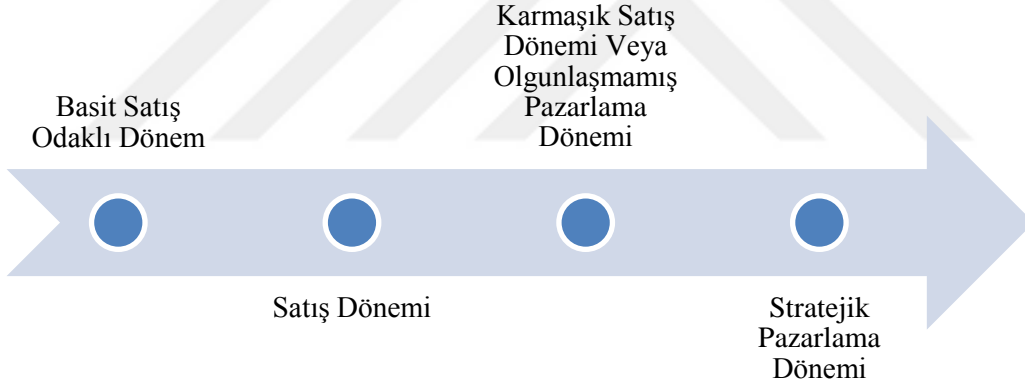 Basit Satış
Odaklı Dönem
Satış Dönemi
Karmaşık Satış
Dönemi Veya
Olgunlaşmamış
Pazarlama
Dönemi
Stratejik
Pazarlama
Dönemi